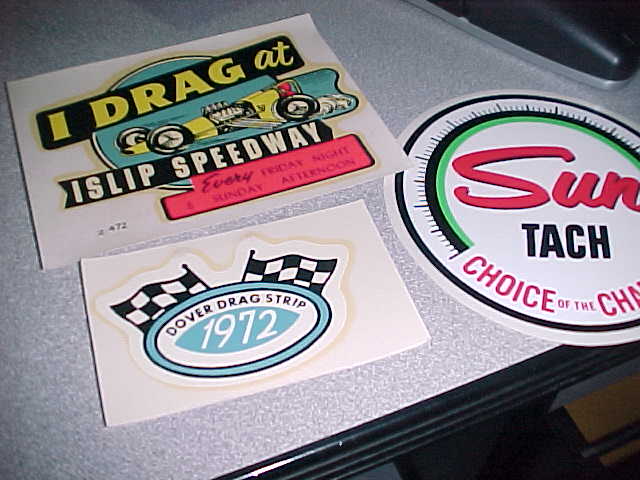 I DRAG at
ISLIP SPEEDWAY
Every FRIDAY NIGHT
& SUNDAY AFTERNOON
472
DOVER DRAG STRIP
1972
Sun
TACH
CHOICE OF THE CHA